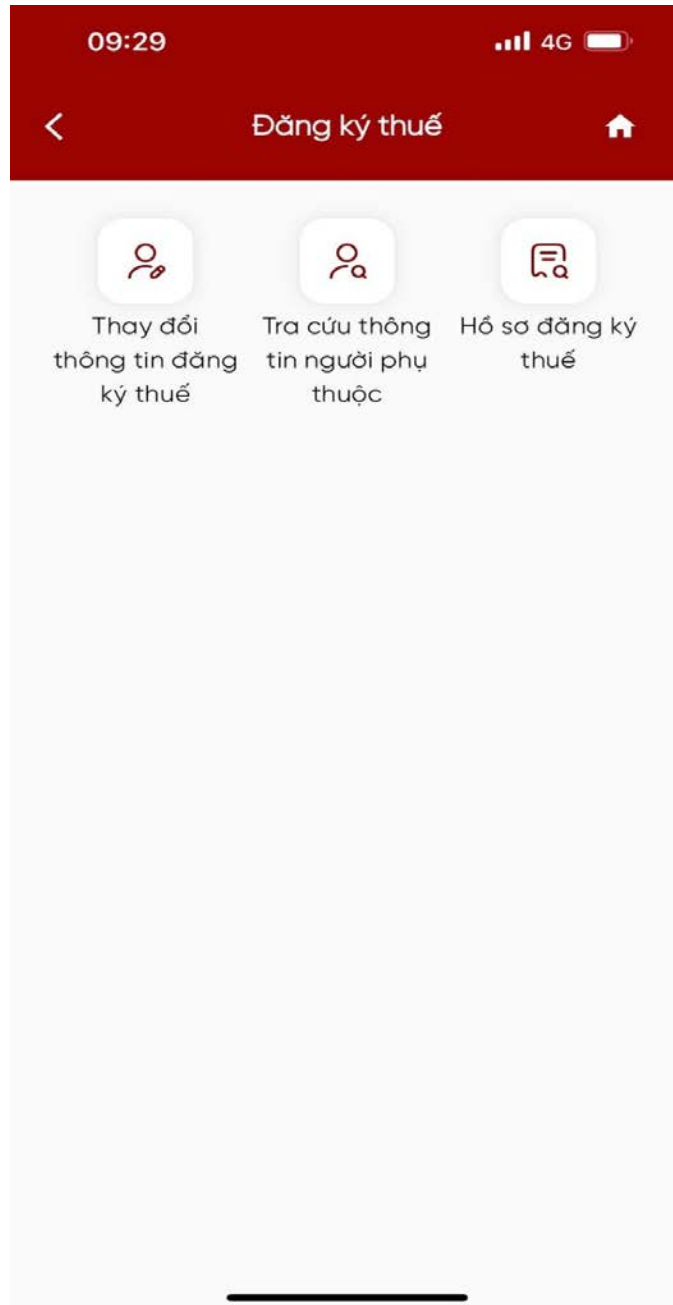 09:29
4G
Đăng ký thuế
Thay đổi
thông tin đăng
ký thuế
Tra cứu thông
tin người phụ
thuộc
Hồ sơ đăng ký
thuế